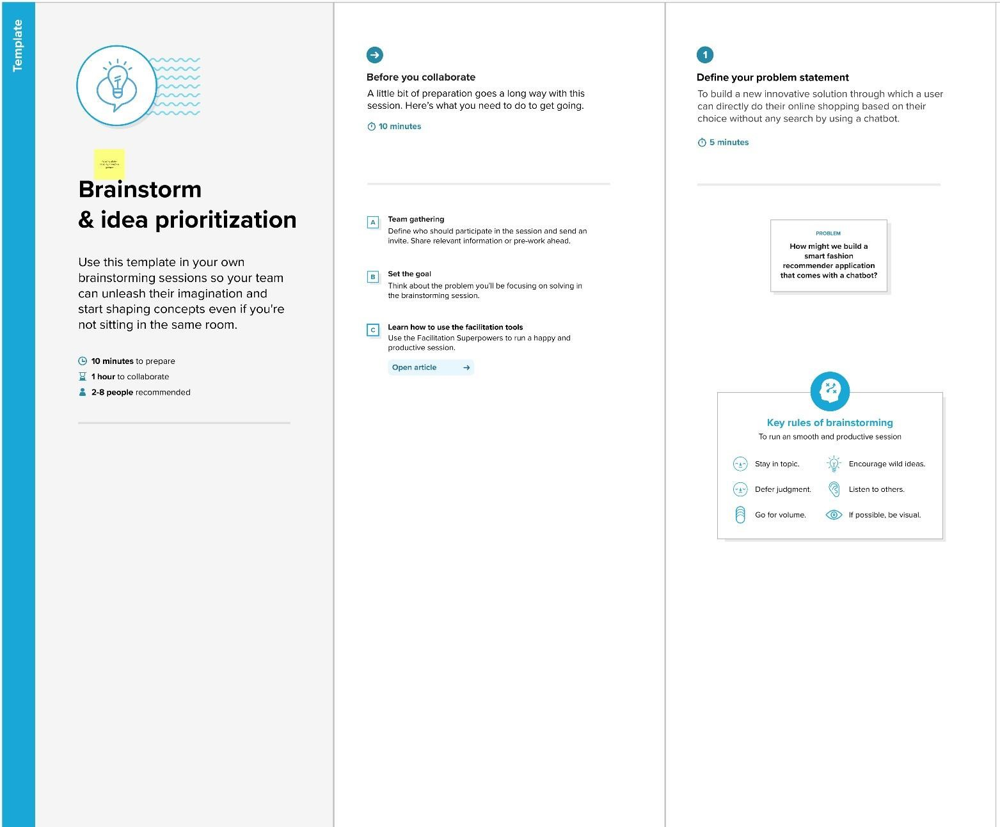 Template
Brainstorm
& idea prioritization
Use this template in your own
brainstorming sessions so your team
can unleash their imagination and
start shaping concepts even if you're
not sitting in the same room.
10 minutes to prepare
1 hour to collaborate
2-8 people recommended
Before you collaborate
A little bit of preparation goes a long way with this
session. Here's what you need to do to get going.
10 minutes
A
Team gathering
Define who should participate in the session and send an
invite. Share relevant information or pre-work ahead.
B
Set the goal
Think about the problem you'll be focusing on solving in
the brainstorming session.
C
Learn how to use the facilitation tools
Use the Facilitation Superpowers to run a happy and
productive session.
Open article
1
Define your problem statement
To build a new innovative solution through which a user
can directly do their online shopping based on their
choice without any search by using a chatbot.
5 minutes
PROBLEM
How might we build a
smart fashion
recommender application
that comes with a chatbot?
Key rules of brainstorming
To run an smooth and productive session
Stay in topic.
Encourage wild ideas.
Defer judgment.
Listen to others.
Go for volume.
If possible, be visual.